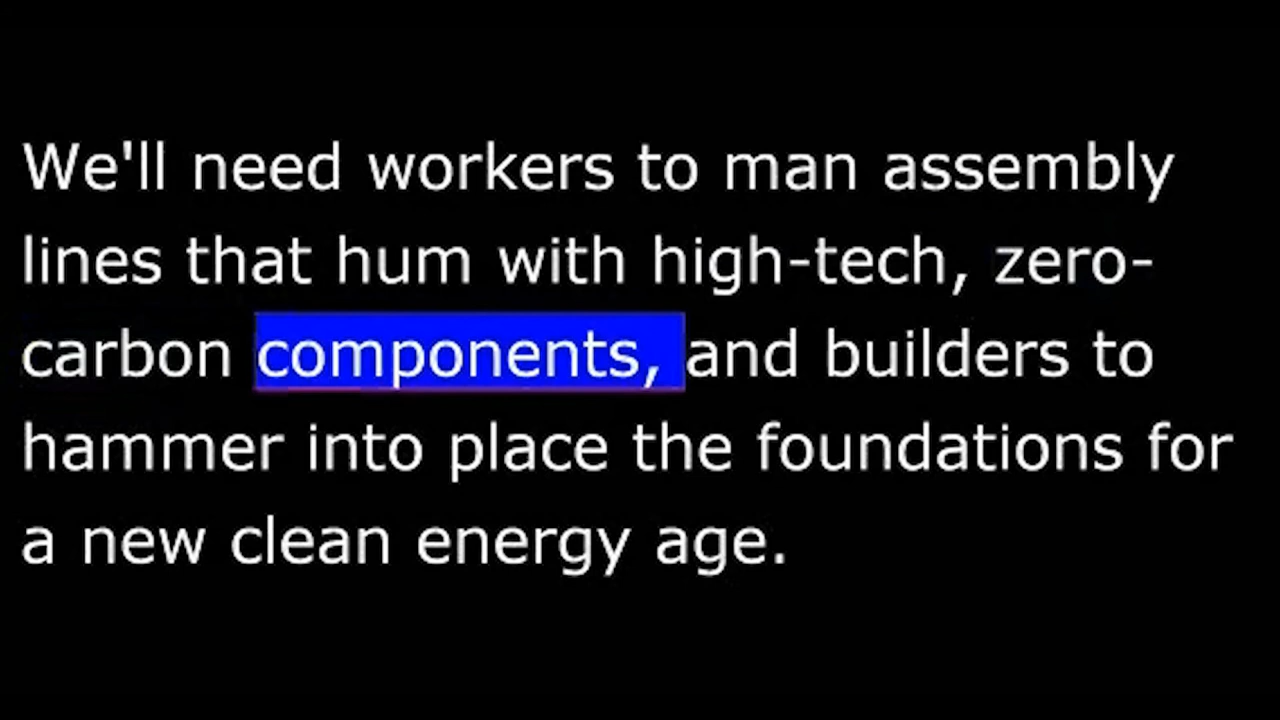 We'll need workers to man assembly
lines that hum with high-tech, zero-
carbon components, and builders to
hammer into place the foundations for
a new clean energy age.